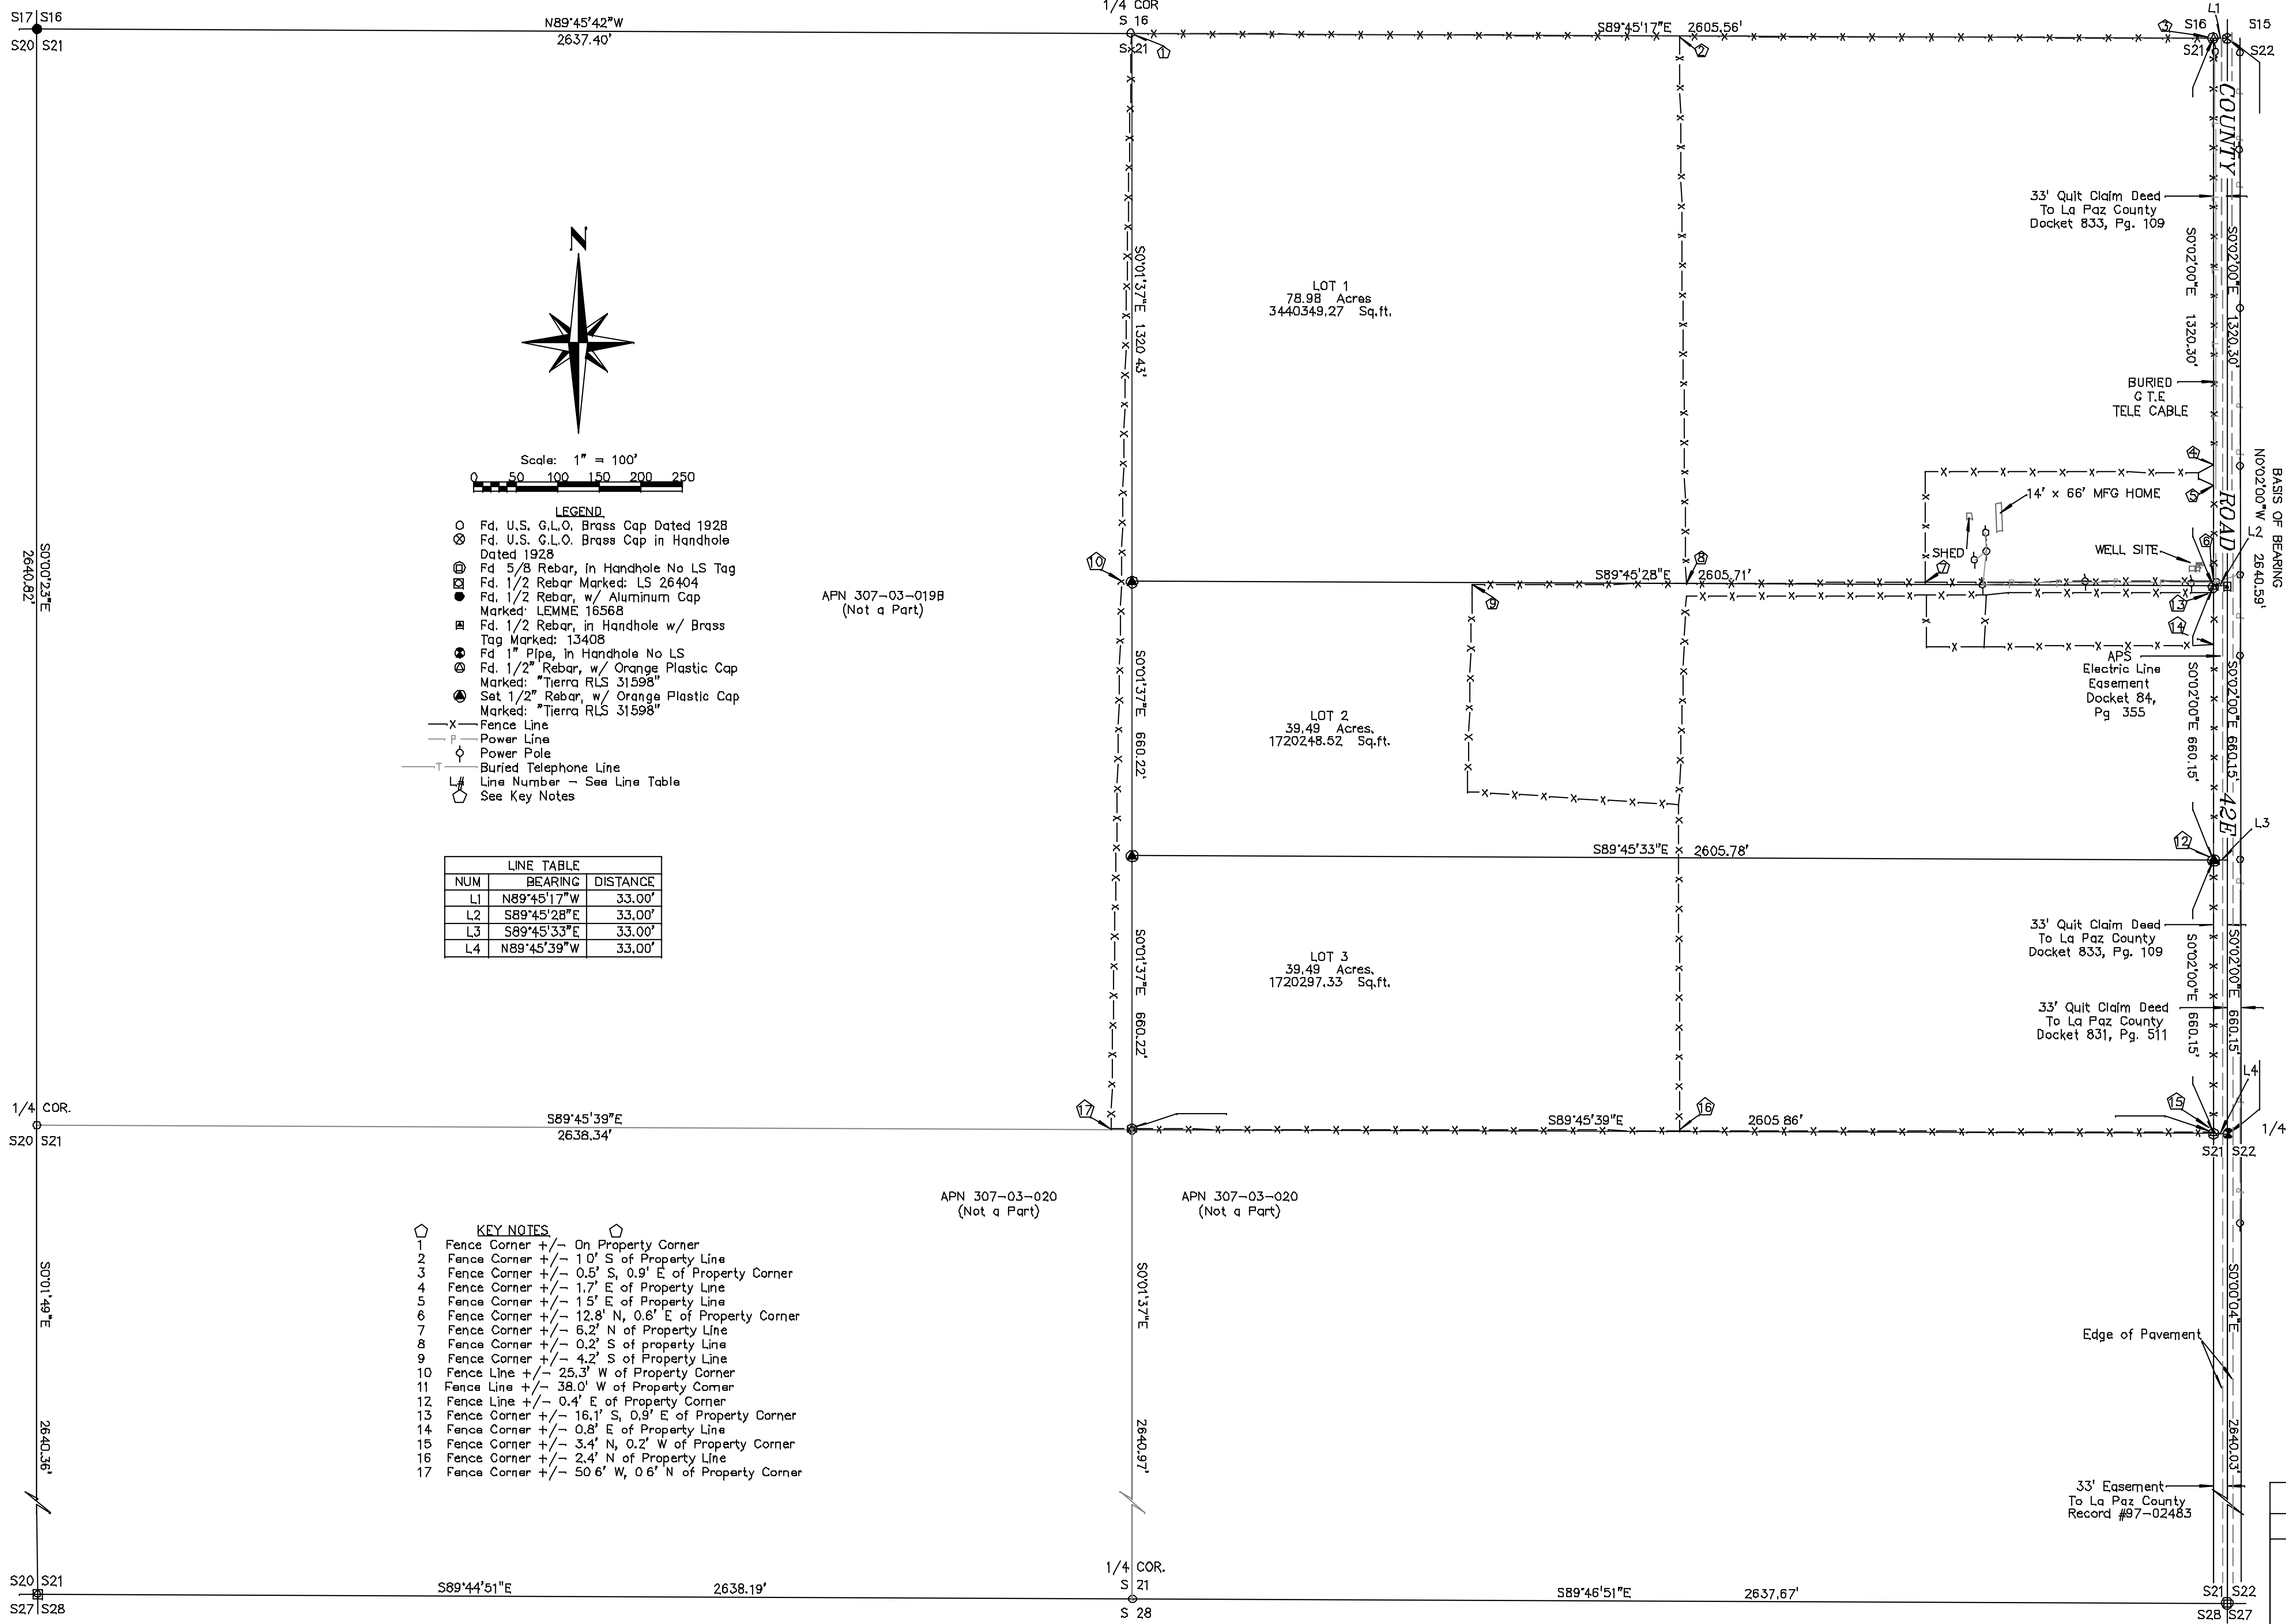 S17 S16
S20 S21
N89°45'42"W
2637.40'
1/4 COR
S 16
S 21
1
S89°45'17"E 2605.56'
2
3
L1
S16 S15
S21 S22
COUNTY ROAD 42E
33' Quit Claim Deed
To La Paz County
Docket 833, Pg. 109
S0°02'00"E 1320.30'
S0°02'00"E 1320.30'
S0°01'37"E 1320 43'
LOT 1
78.98 Acres
3440349.27 Sq.ft.
N
Scale: 1" = 100'
0 50 100 150 200 250
BURIED
G T.E
TELE CABLE
BASIS OF BEARING
N0°02'00"W 2640.59'
4
5
14' x 66' MFG HOME
SHED
WELL SITE
6
L2
7
8
9
10
13
14
S89°45'28"E 2605.71'
LEGEND
Fd. U.S. G.L.O. Brass Cap Dated 1928
Fd. U.S. G.L.O. Brass Cap in Handhole
Dated 1928
Fd 5/8 Rebar, in Handhole No LS Tag
Fd. 1/2 Rebar Marked: LS 26404
Fd. 1/2 Rebar, w/ Aluminum Cap
Marked: LEMME 16568
Fd. 1/2 Rebar, in Handhole w/ Brass
Tag Marked: 13408
Fd 1" Pipe, in Handhole No LS
Fd. 1/2" Rebar, w/ Orange Plastic Cap
Marked: "Tierra RLS 31598"
Set 1/2" Rebar, w/ Orange Plastic Cap
Marked: "Tierra RLS 31598"
X Fence Line
P Power Line
Power Pole
T Buried Telephone Line
L# Line Number - See Line Table
See Key Notes
S0°00'23"E
2640.82'
APN 307-03-019B
(Not a Part)
APS
Electric Line
Easement
Docket 84,
Pg 355
S0°01'37"E 660.22'
LOT 2
39.49 Acres.
1720248.52 Sq.ft.
S0°02'00"E 660.15'
S0°02'00"E 660.15'
12
L3
S89°45'33"E 2605.78'
LINE TABLE
NUM BEARING DISTANCE
L1 N89°45'17"W 33.00'
L2 S89°45'28"E 33.00'
L3 S89°45'33"E 33.00'
L4 N89°45'39"W 33.00'
S0°01'37"E 660.22'
LOT 3
39.49 Acres.
1720297.33 Sq.ft.
33' Quit Claim Deed
To La Paz County
Docket 833, Pg. 109
S0°02'00"E 660.15'
S0°02'00"E 660.15'
33' Quit Claim Deed
To La Paz County
Docket 831, Pg. 511
L4
15
16
17
1/4 COR.
S20 S21
S89°45'39"E
2638.34'
S89°45'39"E 2605 86'
1/4
S21 S22
APN 307-03-020
(Not a Part)
APN 307-03-020
(Not a Part)
KEY NOTES
1 Fence Corner +/- On Property Corner
2 Fence Corner +/- 1 0' S of Property Line
3 Fence Corner +/- 0.5' S, 0.9' E of Property Corner
4 Fence Corner +/- 1.7' E of Property Line
5 Fence Corner +/- 1 5' E of Property Line
6 Fence Corner +/- 12.8' N, 0.6' E of Property Corner
7 Fence Corner +/- 6.2' N of Property Line
8 Fence Corner +/- 0.2' S of property Line
9 Fence Corner +/- 4.2' S of Property Line
10 Fence Line +/- 25.3' W of Property Corner
11 Fence Line +/- 38.0' W of Property Corner
12 Fence Line +/- 0.4' E of Property Corner
13 Fence Corner +/- 16.1' S, 0.9' E of Property Corner
14 Fence Corner +/- 0.8' E of Property Line
15 Fence Corner +/- 3.4' N, 0.2' W of Property Corner
16 Fence Corner +/- 2.4' N of Property Line
17 Fence Corner +/- 50 6' W, 0 6' N of Property Corner
S0°01'49"E 2640.36'
S0°01'37"E 2640.97'
S0°00'04"E 2640.03'
Edge of Pavement
33' Easement
To La Paz County
Record #97-02483
S20 S21
S27 S28
S89°44'51"E 2638.19'
1/4 COR.
S 21
S 28
S89°46'51"E 2637.67'
S21 S22
S28 S27